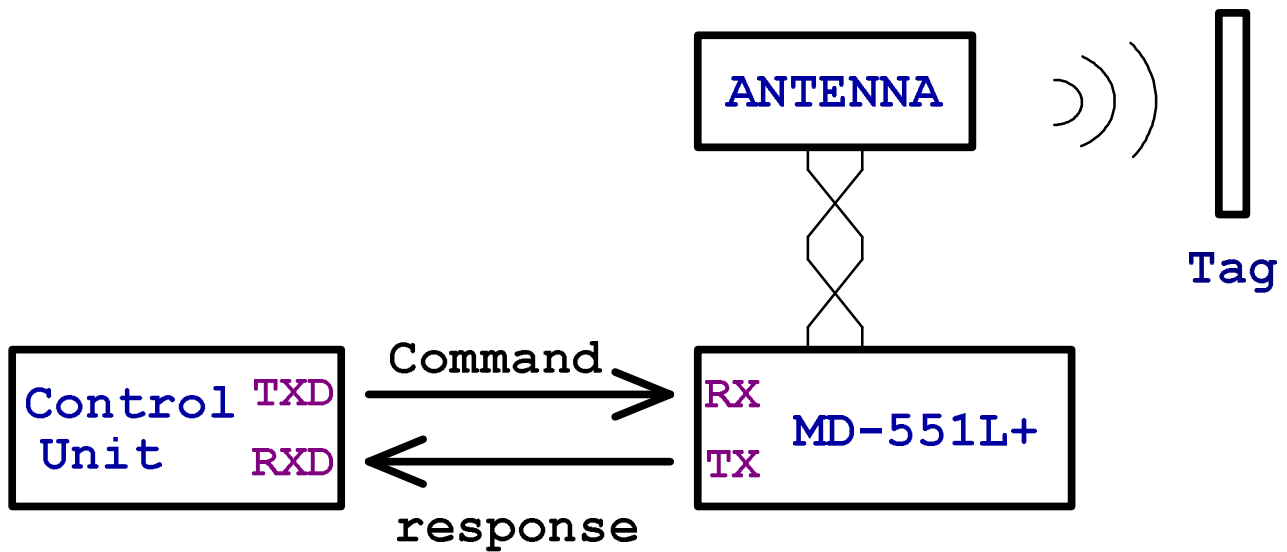 ANTENNA
Tag
Command
Control
Unit
TXD
RXD
RX
TX
MD-551L+
response